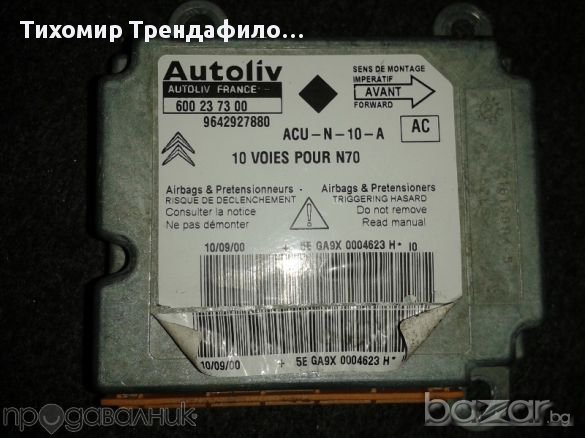 Тихомир Трендафило...
Autoliv
AUTOLIV FRANCE
600 23 73 00
9642927880
SENS DE MONTAGE
IMPERATIF
AVANT
FORWARD
ACU-N-10-A
AC
10 VOIES POUR N70
Airbags & Pretensionneurs
RISQUE DE DECLENCHEMENT
Consulter la notice
Ne pas démonter
Airbags & Pretensioners
TRIGGERING HASARD
Do not remove
Read manual
10/09/00 + 5E GA9X 0004623 H* I0
10/09/00 + 5E GA9X 0004623 H*
продавалник
bazar.bg